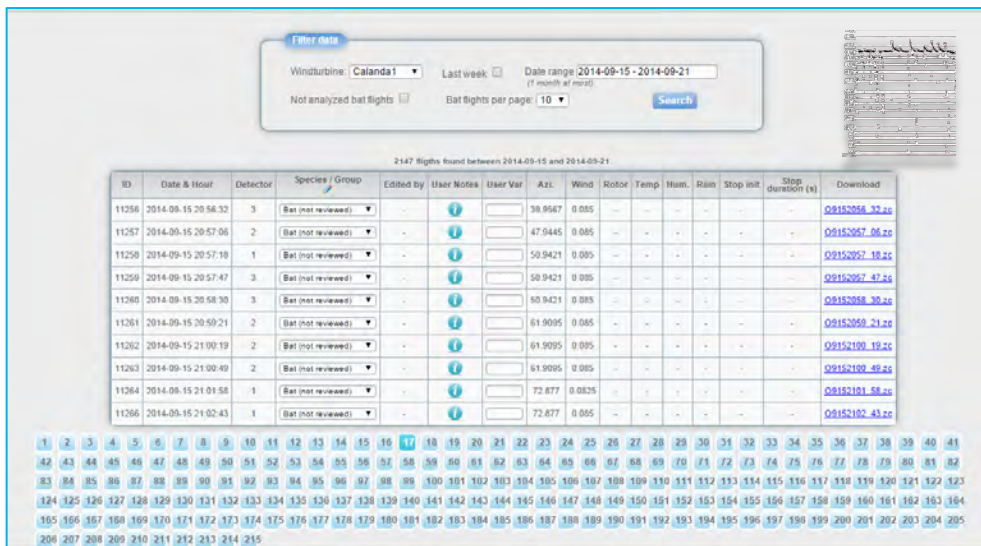 Filter data
Windturbine: Calanda1 Last week Date range 2014-09-15 - 2014-09-21
(1 month at most)
Not analyzed bat flights Bat flights per page: 10 Search
2147 fligths found between 2014-09-15 and 2014-09-21
ID Date & Hour Detector Species / Group Edited by User Notes User Var Azi. Wind Rotor Temp Hum. Rain Stop init Stop duration (s) Download
11256 2014-09-15 20:56:32 3 Bat (not reviewed) - i 39.9567 0.085 - - - - - - O9152056_32.zc
11257 2014-09-15 20:57:06 2 Bat (not reviewed) - i 47.9445 0.085 - - - - - - O9152057_06.zc
11258 2014-09-15 20:57:18 1 Bat (not reviewed) - i 50.9421 0.085 - - - - - - O9152057_18.zc
11259 2014-09-15 20:57:47 3 Bat (not reviewed) - i 50.9421 0.085 - - - - - - O9152057_47.zc
11260 2014-09-15 20:58:30 3 Bat (not reviewed) - i 50.9421 0.085 - - - - - - O9152058_30.zc
11261 2014-09-15 20:59:21 2 Bat (not reviewed) - i 61.9095 0.085 - - - - - - O9152059_21.zc
11262 2014-09-15 21:00:19 2 Bat (not reviewed) - i 61.9095 0.085 - - - - - - O9152100_19.zc
11263 2014-09-15 21:00:49 2 Bat (not reviewed) - i 61.9095 0.085 - - - - - - O9152100_49.zc
11264 2014-09-15 21:01:58 1 Bat (not reviewed) - i 72.877 0.0825 - - - - - - O9152101_58.zc
11266 2014-09-15 21:02:43 1 Bat (not reviewed) - i 72.877 0.085 - - - - - - O9152102_43.zc
1 2 3 4 5 6 7 8 9 10 11 12 13 14 15 16 17 18 19 20 21 22 23 24 25 26 27 28 29 30 31 32 33 34 35 36 37 38 39 40 41
42 43 44 45 46 47 48 49 50 51 52 53 54 55 56 57 58 59 60 61 62 63 64 65 66 67 68 69 70 71 72 73 74 75 76 77 78 79 80 81 82
83 84 85 86 87 88 89 90 91 92 93 94 95 96 97 98 99 100 101 102 103 104 105 106 107 108 109 110 111 112 113 114 115 116 117 118 119 120 121 122 123
124 125 126 127 128 129 130 131 132 133 134 135 136 137 138 139 140 141 142 143 144 145 146 147 148 149 150 151 152 153 154 155 156 157 158 159 160 161 162 163 164
165 166 167 168 169 170 171 172 173 174 175 176 177 178 179 180 181 182 183 184 185 186 187 188 189 190 191 192 193 194 195 196 197 198 199 200 201 202 203 204 205
206 207 208 209 210 211 212 213 214 215